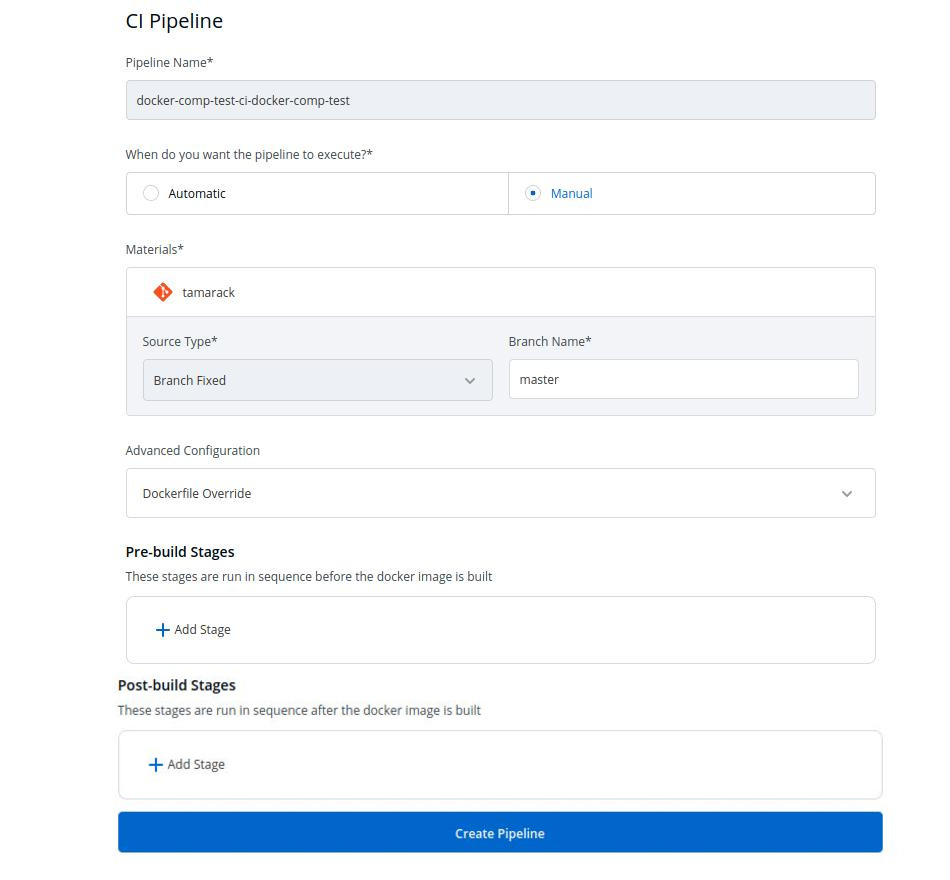 CI Pipeline
Pipeline Name*
docker-comp-test-ci-docker-comp-test
When do you want the pipeline to execute?*
Automatic
Manual
Materials*
tamarack
Source Type*
Branch Name*
Branch Fixed
master
Advanced Configuration
Dockerfile Override
Pre-build Stages
These stages are run in sequence before the docker image is built
Add Stage
Post-build Stages
These stages are run in sequence after the docker image is built
Add Stage
Create Pipeline